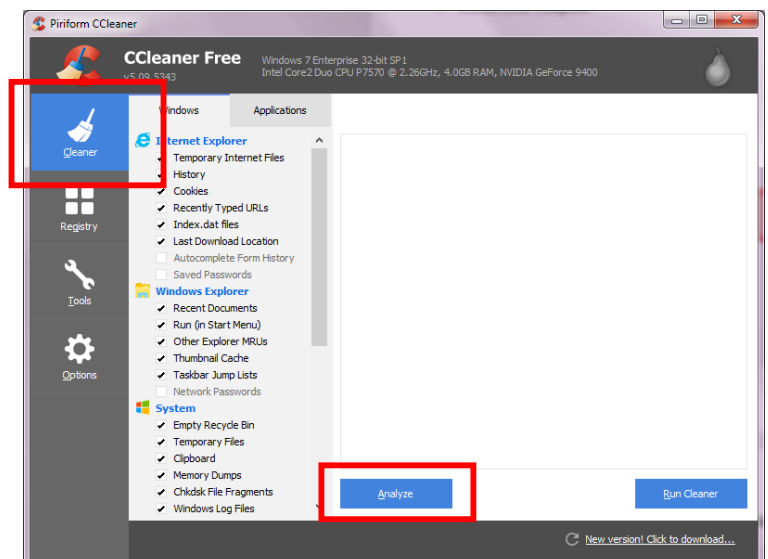 Piriform CCleaner
CCleaner Free
v5.09.5343
Windows 7 Enterprise 32-bit SP1
Intel Core2 Duo CPU P7570 @ 2.26GHz, 4.0GB RAM, NVIDIA GeForce 9400
Cleaner
Registry
Tools
Options
Windows Applications
Internet Explorer
Temporary Internet Files
History
Cookies
Recently Typed URLs
Index.dat files
Last Download Location
Autocomplete Form History
Saved Passwords
Windows Explorer
Recent Documents
Run (in Start Menu)
Other Explorer MRUs
Thumbnail Cache
Taskbar Jump Lists
Network Passwords
System
Empty Recycle Bin
Temporary Files
Clipboard
Memory Dumps
Chkdsk File Fragments
Windows Log Files
Analyze
Run Cleaner
New version! Click to download...